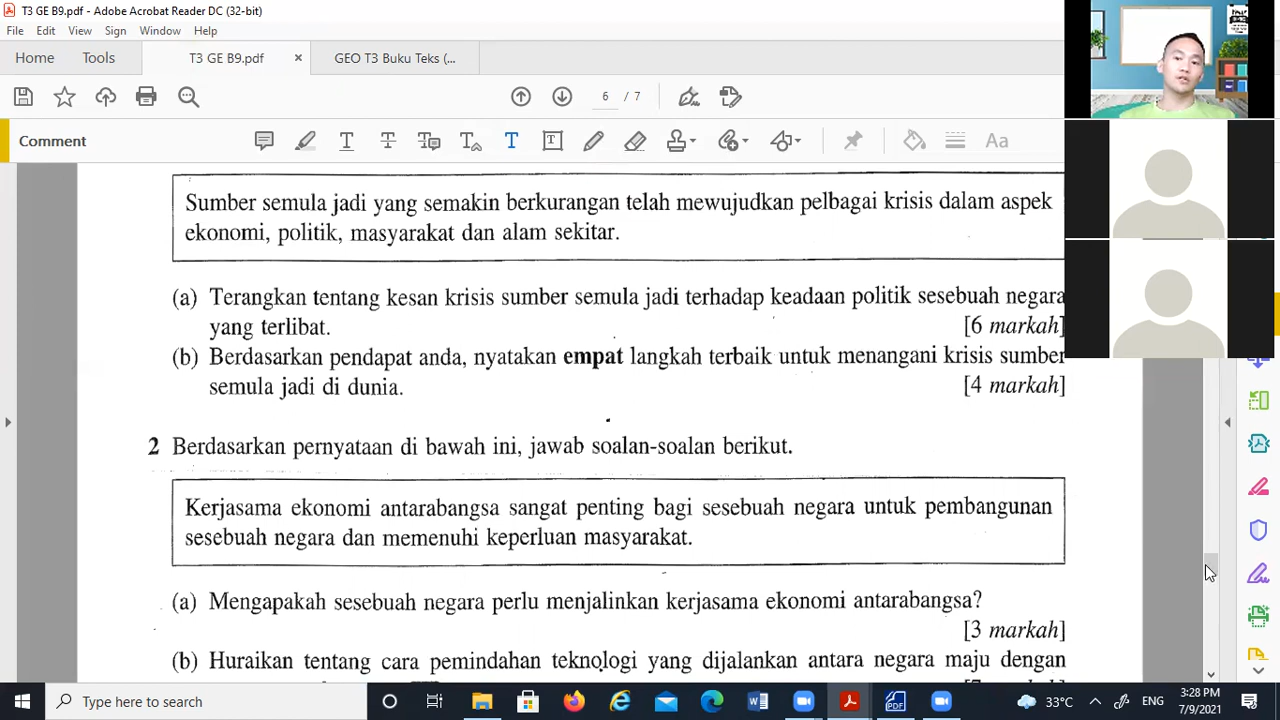 T3 GE B9.pdf - Adobe Acrobat Reader DC (32-bit)
File Edit View Sign Window Help
Home Tools T3 GE B9.pdf × GEO T3 Buku Teks (...
6 / 7
Comment
Sumber semula jadi yang semakin berkurangan telah mewujudkan pelbagai krisis dalam aspek
ekonomi, politik, masyarakat dan alam sekitar.
(a) Terangkan tentang kesan krisis sumber semula jadi terhadap keadaan politik sesebuah negara
yang terlibat. [6 markah]
(b) Berdasarkan pendapat anda, nyatakan empat langkah terbaik untuk menangani krisis sumber
semula jadi di dunia. [4 markah]
2 Berdasarkan pernyataan di bawah ini, jawab soalan-soalan berikut.
Kerjasama ekonomi antarabangsa sangat penting bagi sesebuah negara untuk pembangunan
sesebuah negara dan memenuhi keperluan masyarakat.
(a) Mengapakah sesebuah negara perlu menjalinkan kerjasama ekonomi antarabangsa?
[3 markah]
(b) Huraikan tentang cara pemindahan teknologi yang dijalankan antara negara maju dengan
Type here to search
33°C ENG
3:28 PM
7/9/2021